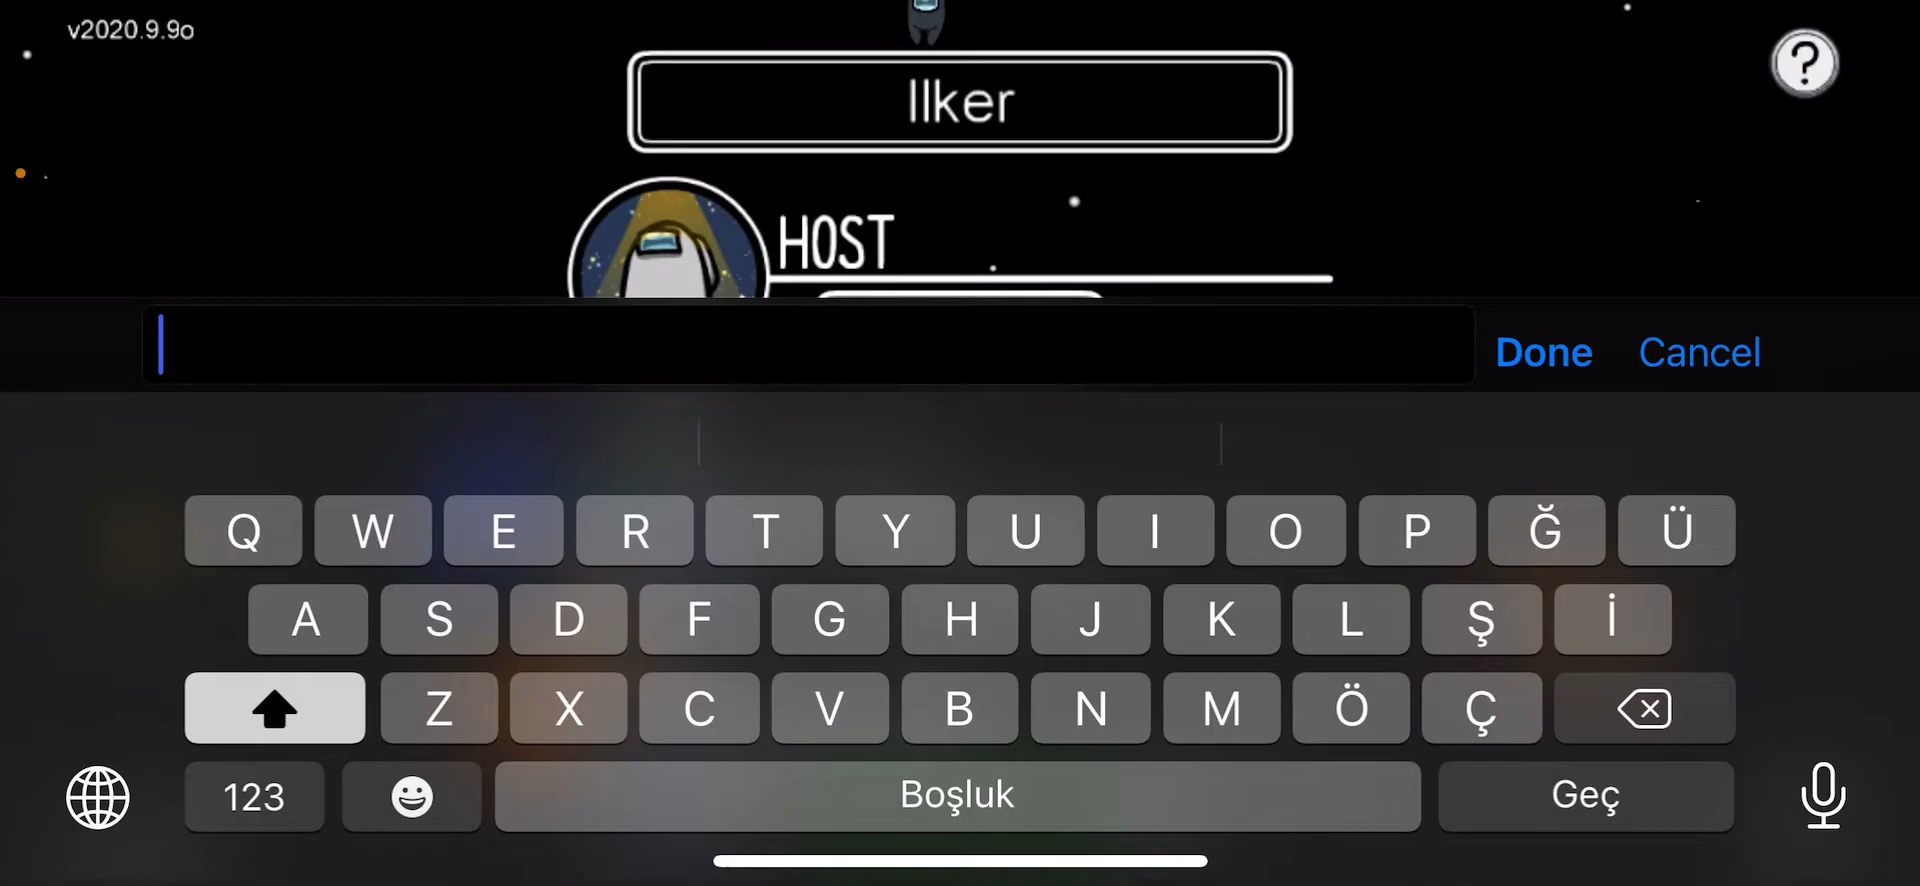 v2020.9.9o
Ilker
?
HOST
Done Cancel
Q W E R T Y U I O P Ğ Ü
A S D F G H J K L Ş İ
Z X C V B N M Ö Ç
123 Boşluk Geç